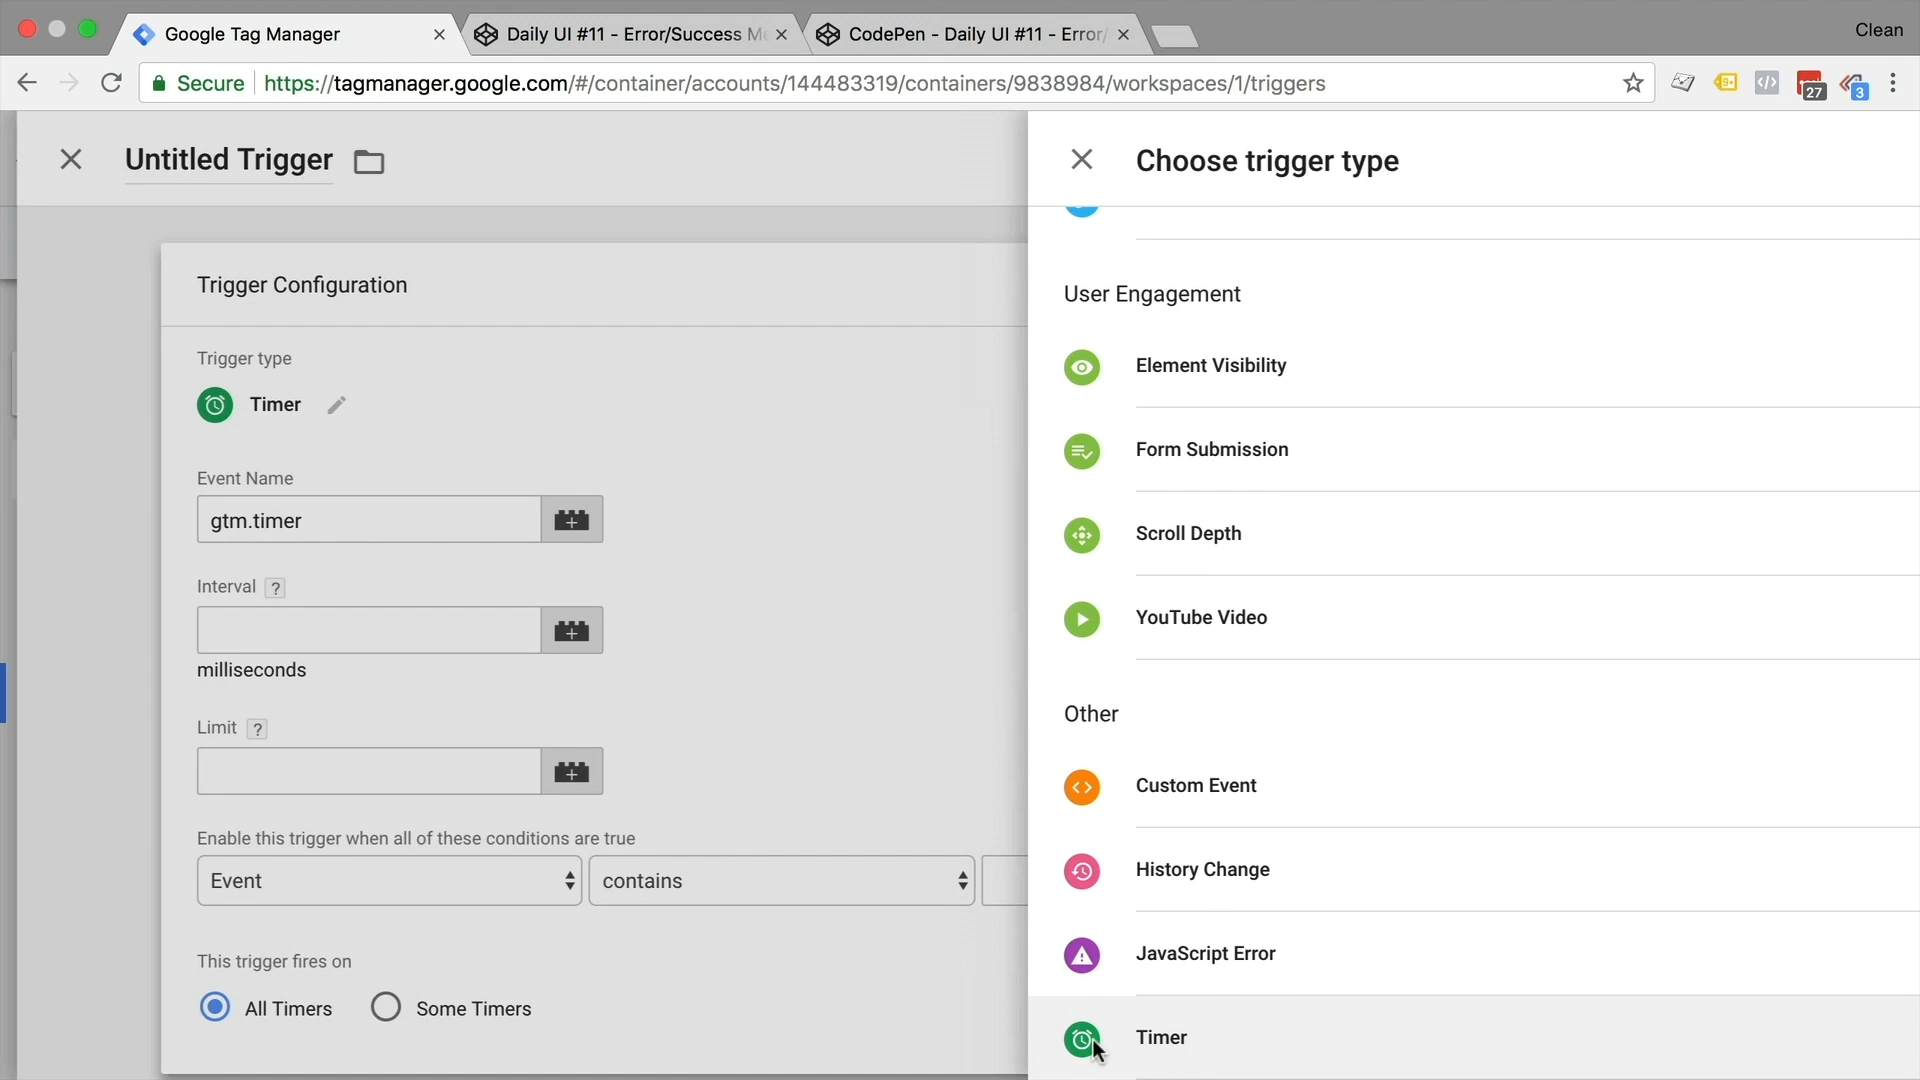 Google Tag Manager
Daily UI #11 - Error/Success Me
CodePen - Daily UI #11 - Error/
Clean
Secure https://tagmanager.google.com/#/container/accounts/144483319/containers/9838984/workspaces/1/triggers
27
3
Untitled Trigger
Trigger Configuration
Trigger type
Timer
Event Name
gtm.timer
Interval ?
milliseconds
Limit ?
Enable this trigger when all of these conditions are true
Event contains
This trigger fires on
All Timers Some Timers
Choose trigger type
User Engagement
Element Visibility
Form Submission
Scroll Depth
YouTube Video
Other
Custom Event
History Change
JavaScript Error
Timer